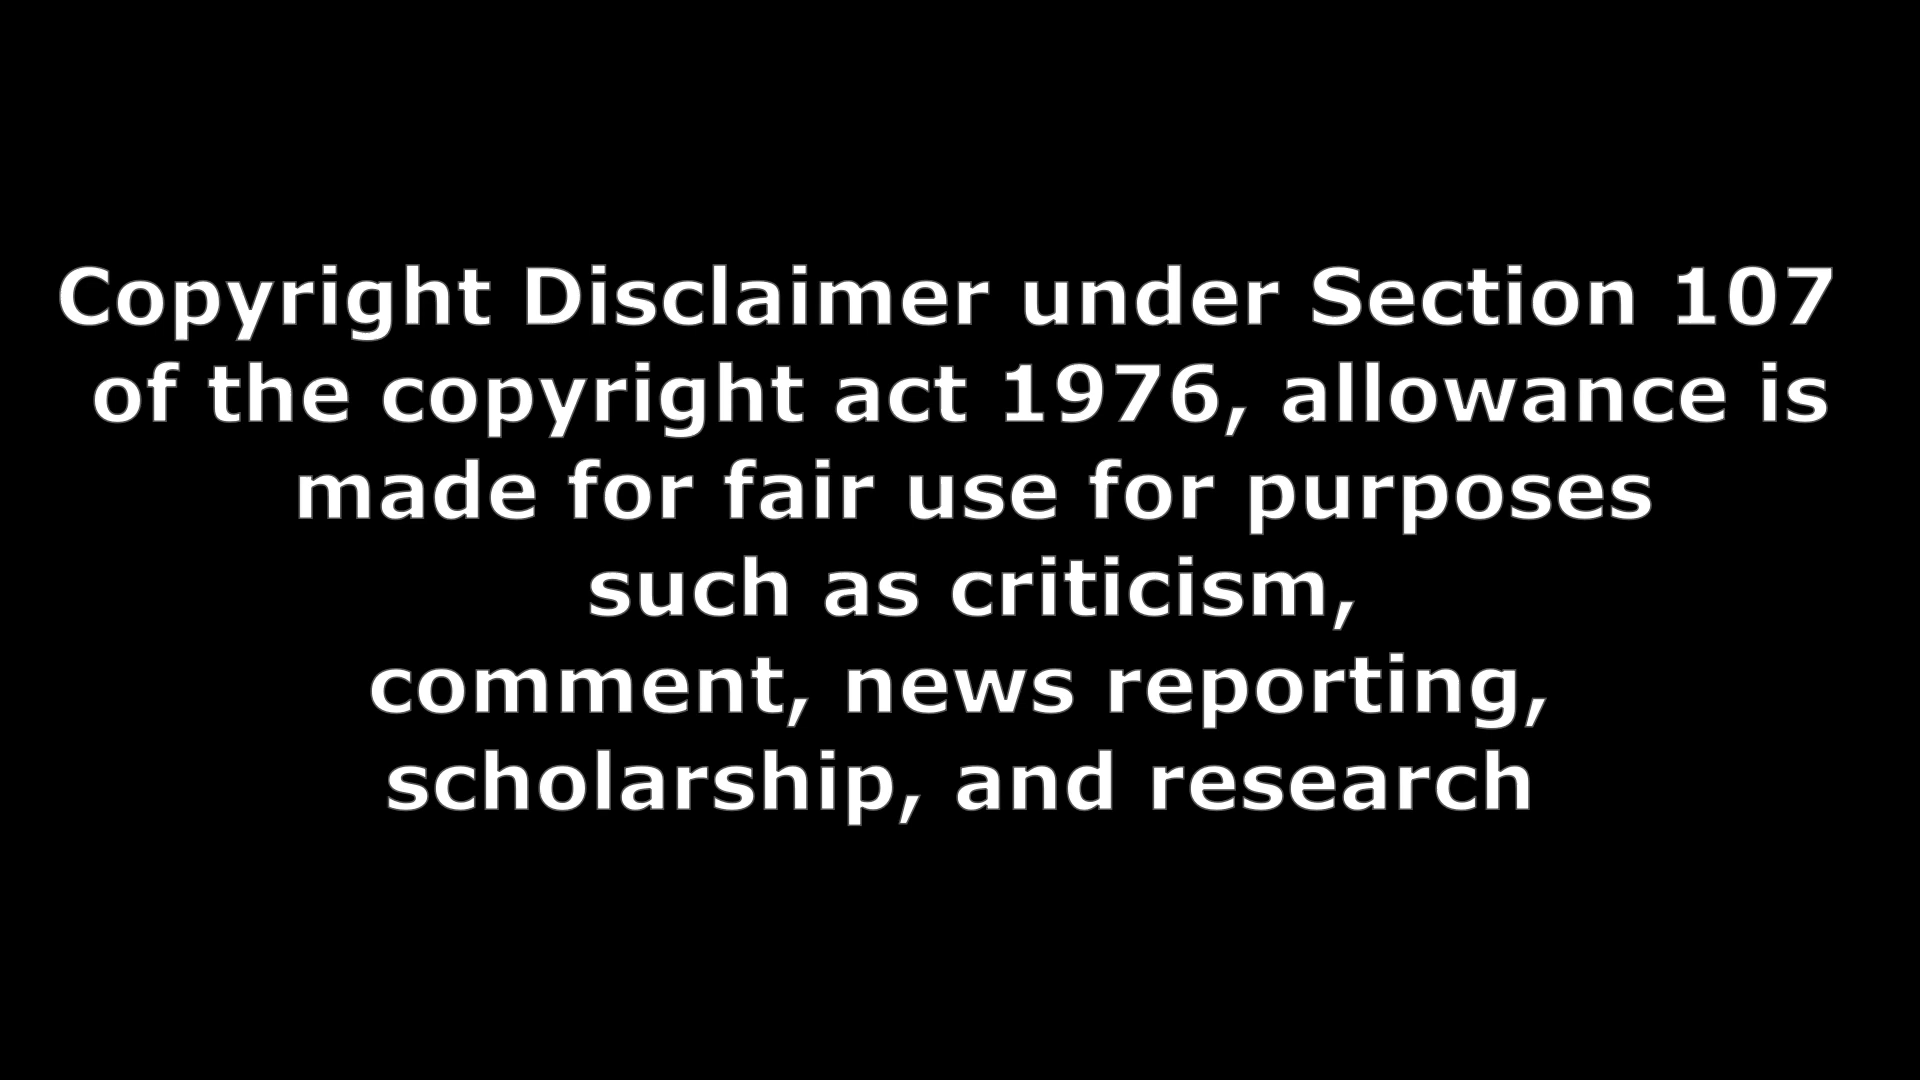 Copyright Disclaimer under Section 107
of the copyright act 1976, allowance is
made for fair use for purposes
such as criticism,
comment, news reporting,
scholarship, and research